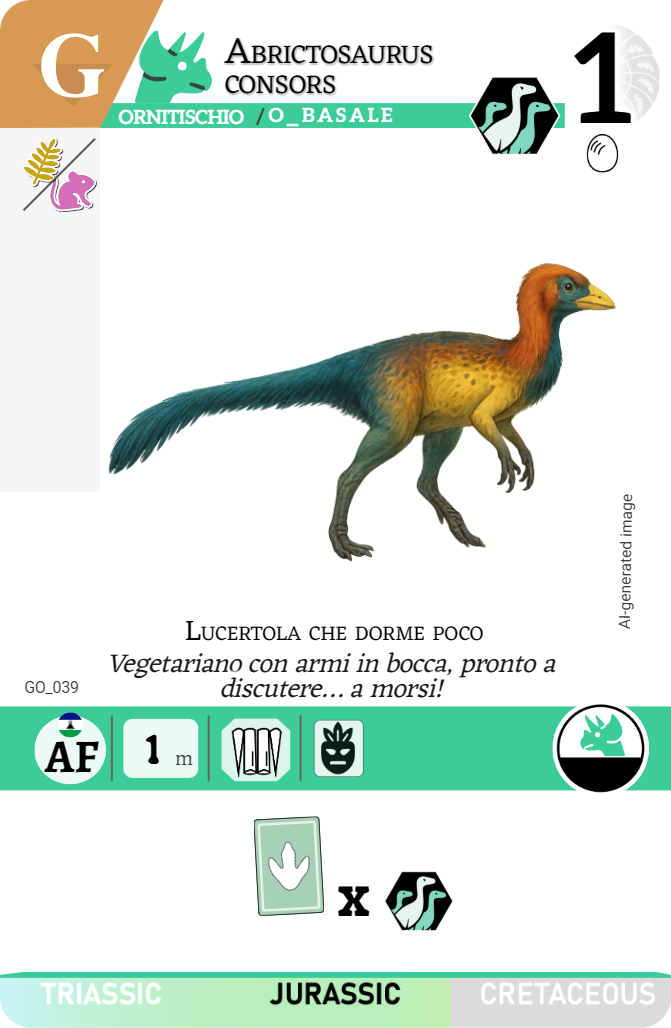 G
ABRICTOSAURUS
CONSORS
1
ORNITISCHIO /O_BASALE
AI-generated image
LUCERTOLA CHE DORME POCO
Vegetariano con armi in bocca, pronto a
discutere... a morsi!
GO_039
AF
1 m
X
TRIASSIC JURASSIC CRETACEOUS